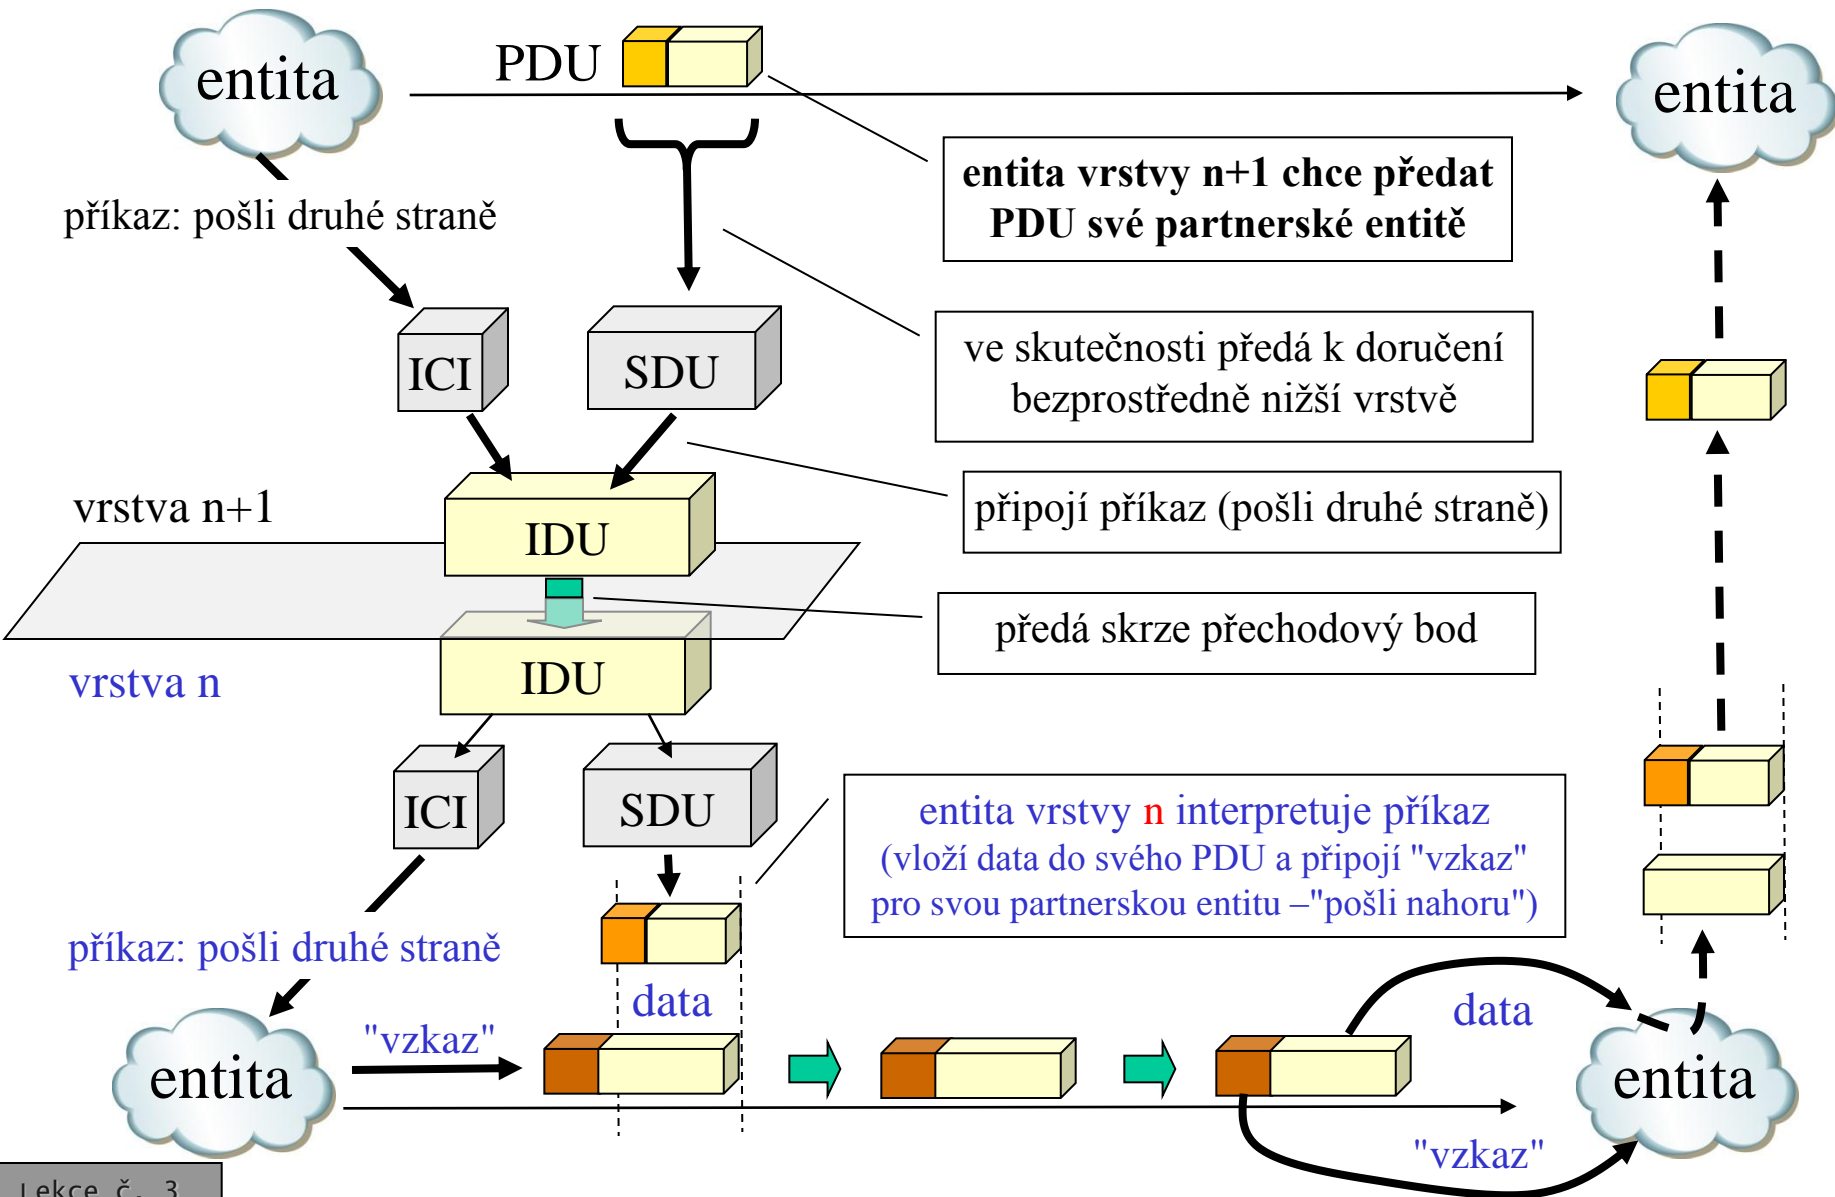 entita
PDU
entita
entita vrstvy n+1 chce předat
PDU své partnerské entitě
příkaz: pošli druhé straně
ve skutečnosti předá k doručení
bezprostředně nižší vrstvě
ICI
SDU
připojí příkaz (pošli druhé straně)
vrstva n+1
IDU
předá skrze přechodový bod
IDU
vrstva n
ICI
SDU
entita vrstvy n interpretuje příkaz
(vloží data do svého PDU a připojí "vzkaz"
pro svou partnerskou entitu –"pošli nahoru")
příkaz: pošli druhé straně
data
data
"vzkaz"
entita
entita
"vzkaz"
Lekce č. 3